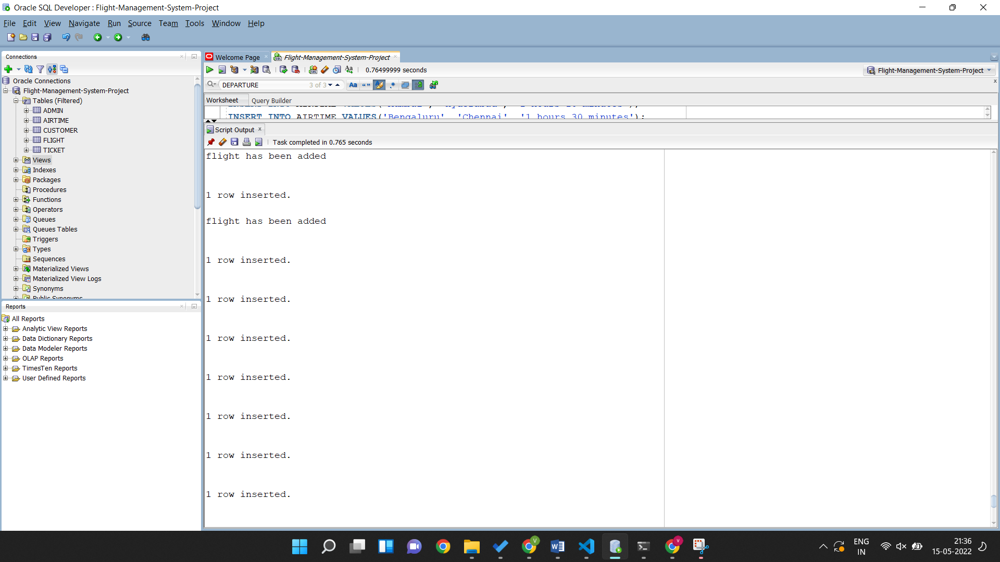 Oracle SQL Developer : Flight-Management-System-Project
File Edit View Navigate Run Source Team Tools Window Help
Connections
Oracle Connections
Flight-Management-System-Project
Tables (Filtered)
ADMIN
AIRTIME
CUSTOMER
FLIGHT
TICKET
Views
Indexes
Packages
Procedures
Functions
Operators
Queues
Queues Tables
Triggers
Types
Sequences
Materialized Views
Materialized View Logs
Synonyms
Public Synonyms
Reports
All Reports
Analytic View Reports
Data Dictionary Reports
Data Modeler Reports
OLAP Reports
TimesTen Reports
User Defined Reports
Welcome Page Flight-Management-System-Project
0.76499999 seconds Flight-Management-System-Project
DEPARTURE 3 of 3 Aa “ ” .*
Worksheet Query Builder
INSERT INTO AIRTIME VALUES('Bengaluru', 'Chennai', '1 hours 30 minutes');
Script Output
Task completed in 0.765 seconds
flight has been added
1 row inserted.
flight has been added
1 row inserted.
1 row inserted.
1 row inserted.
1 row inserted.
1 row inserted.
1 row inserted.
1 row inserted.
ENG
IN
21:36
15-05-2022